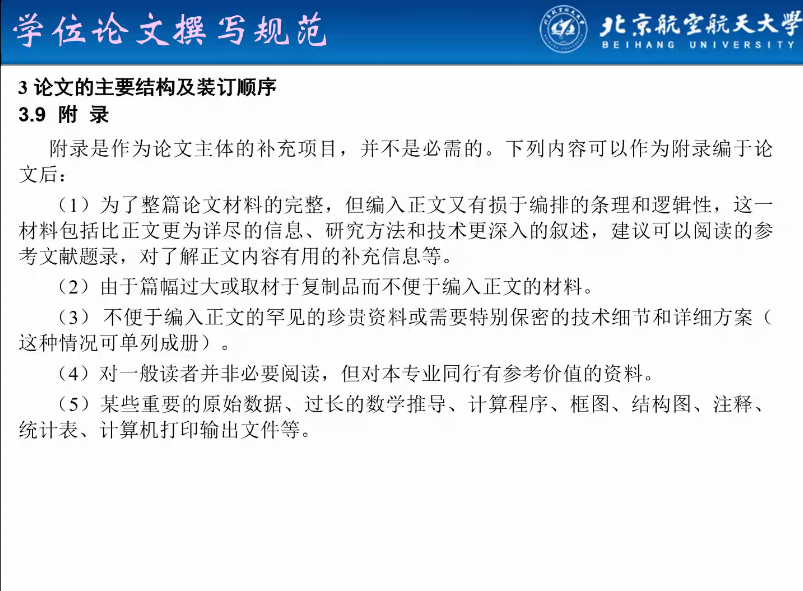 学位论文撰写规范
北京航空航天大学
BEIHANG UNIVERSITY
3 论文的主要结构及装订顺序
3.9 附 录
附录是作为论文主体的补充项目，并不是必需的。下列内容可以作为附录编于论
文后：
（1）为了整篇论文材料的完整，但编入正文又有损于编排的条理和逻辑性，这一
材料包括比正文更为详尽的信息、研究方法和技术更深入的叙述，建议可以阅读的参
考文献题录，对了解正文内容有用的补充信息等。
（2）由于篇幅过大或取材于复制品而不便于编入正文的材料。
（3） 不便于编入正文的罕见的珍贵资料或需要特别保密的技术细节和详细方案（
这种情况可单列成册）。
（4）对一般读者并非必要阅读，但对本专业同行有参考价值的资料。
（5）某些重要的原始数据、过长的数学推导、计算程序、框图、结构图、注释、
统计表、计算机打印输出文件等。